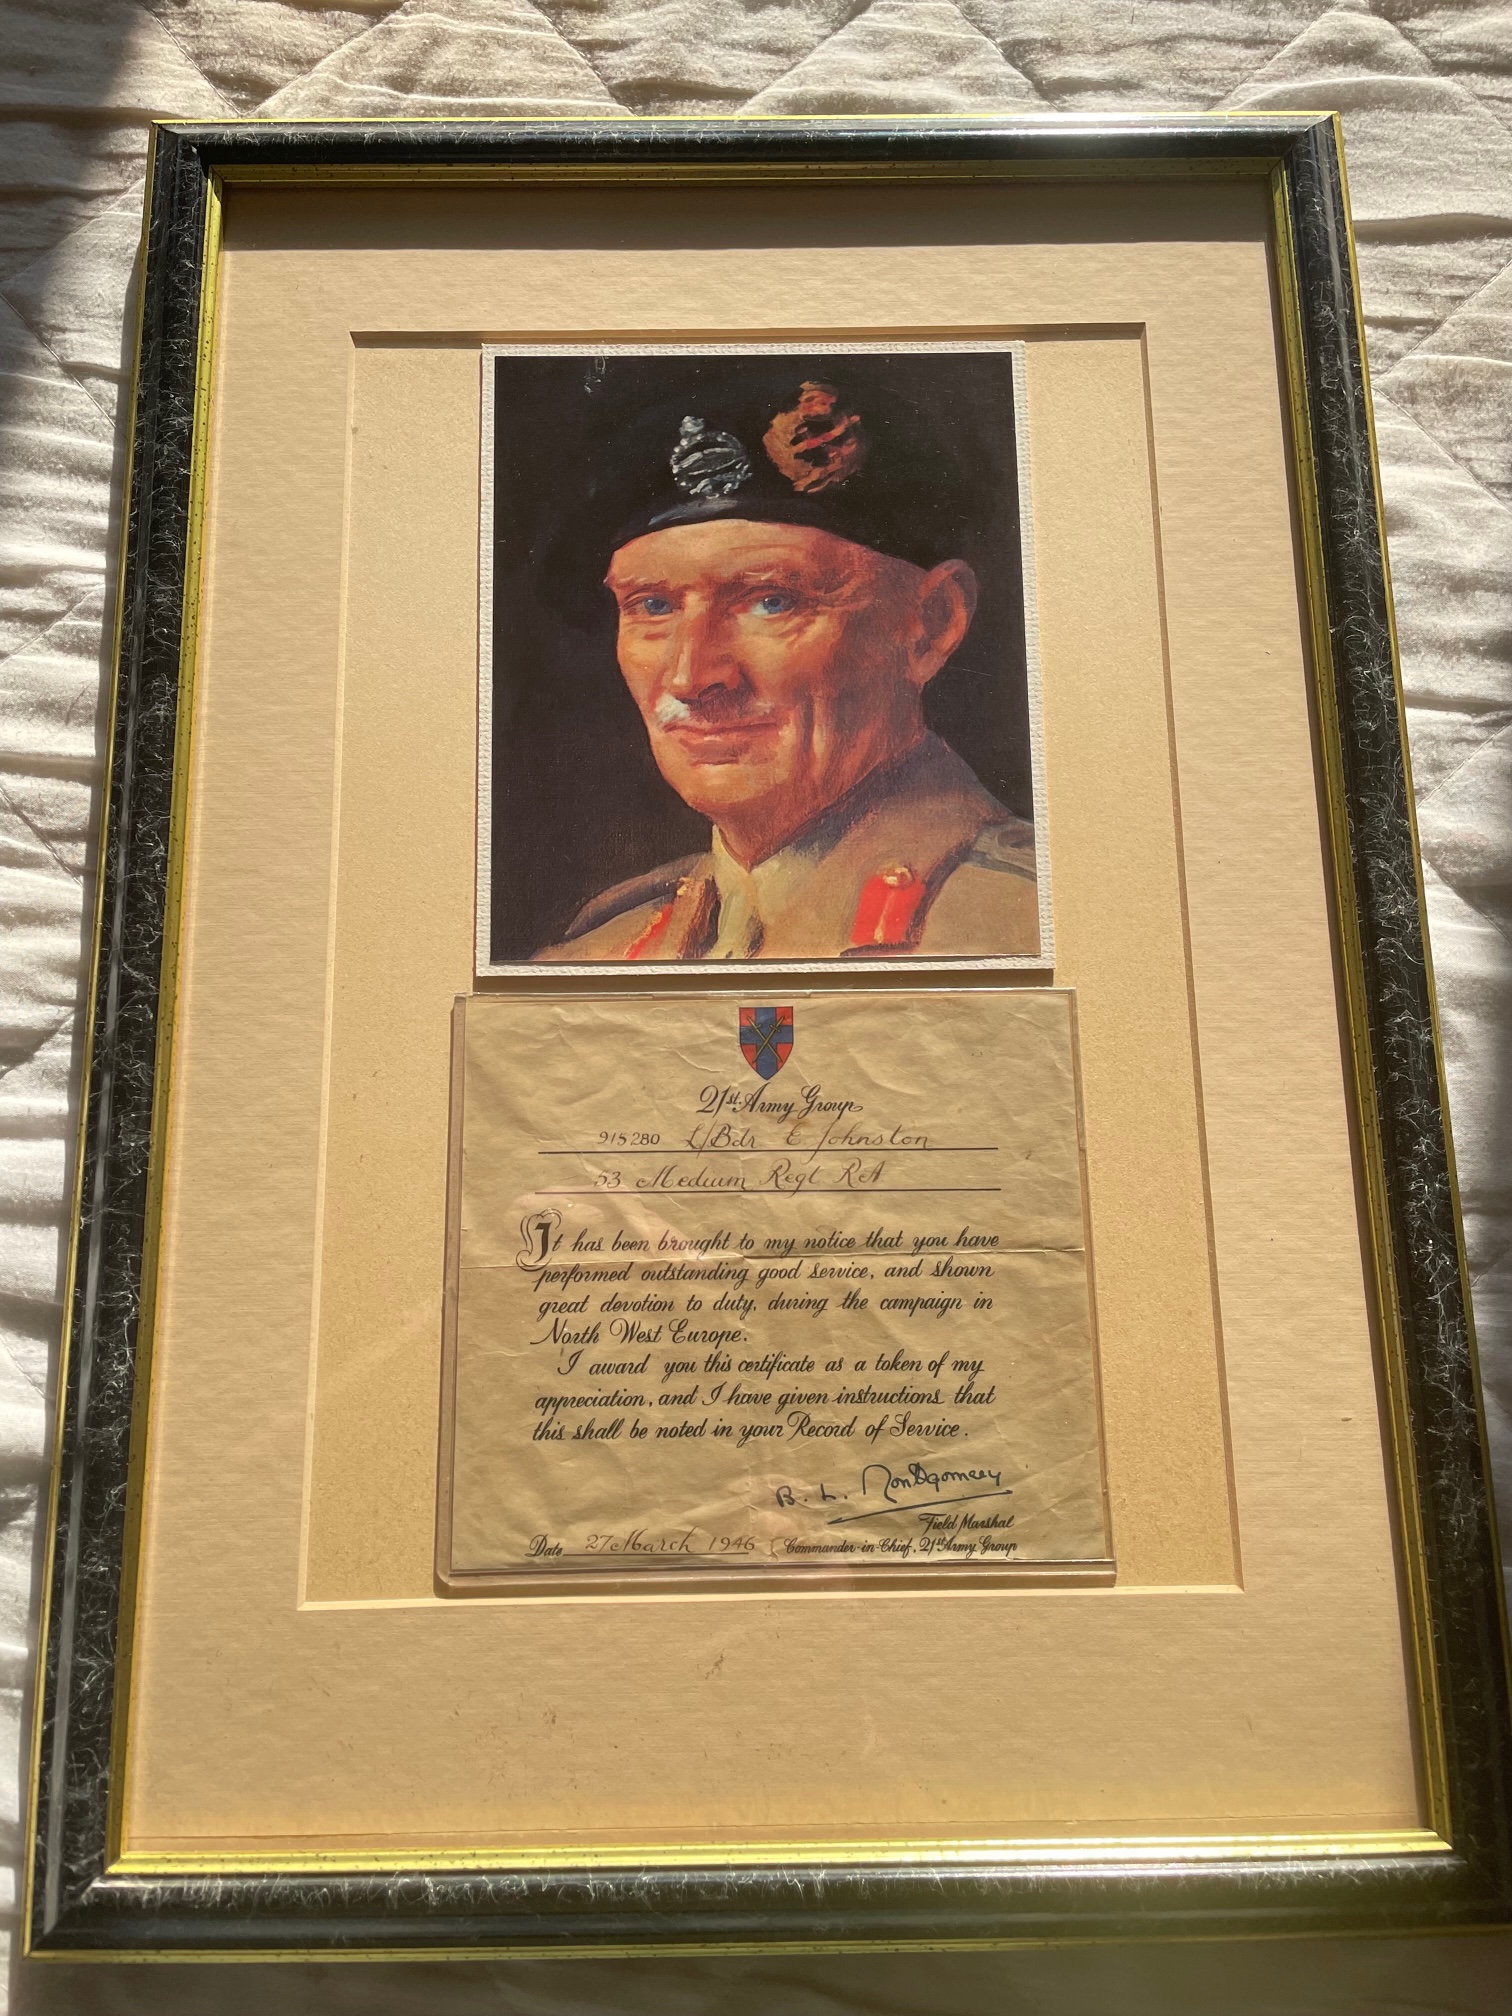 21st Army Group
915280 L/Bdr E Johnston
53 Medium Regt RA
It has been brought to my notice that you have
performed outstanding good service, and shown
great devotion to duty, during the campaign in
North West Europe.
I award you this certificate as a token of my
appreciation, and I have given instructions that
this shall be noted in your Record of Service.
B. L. Montgomery
Field Marshal
Date 27 March 1946 Commander-in-Chief, 21st Army Group